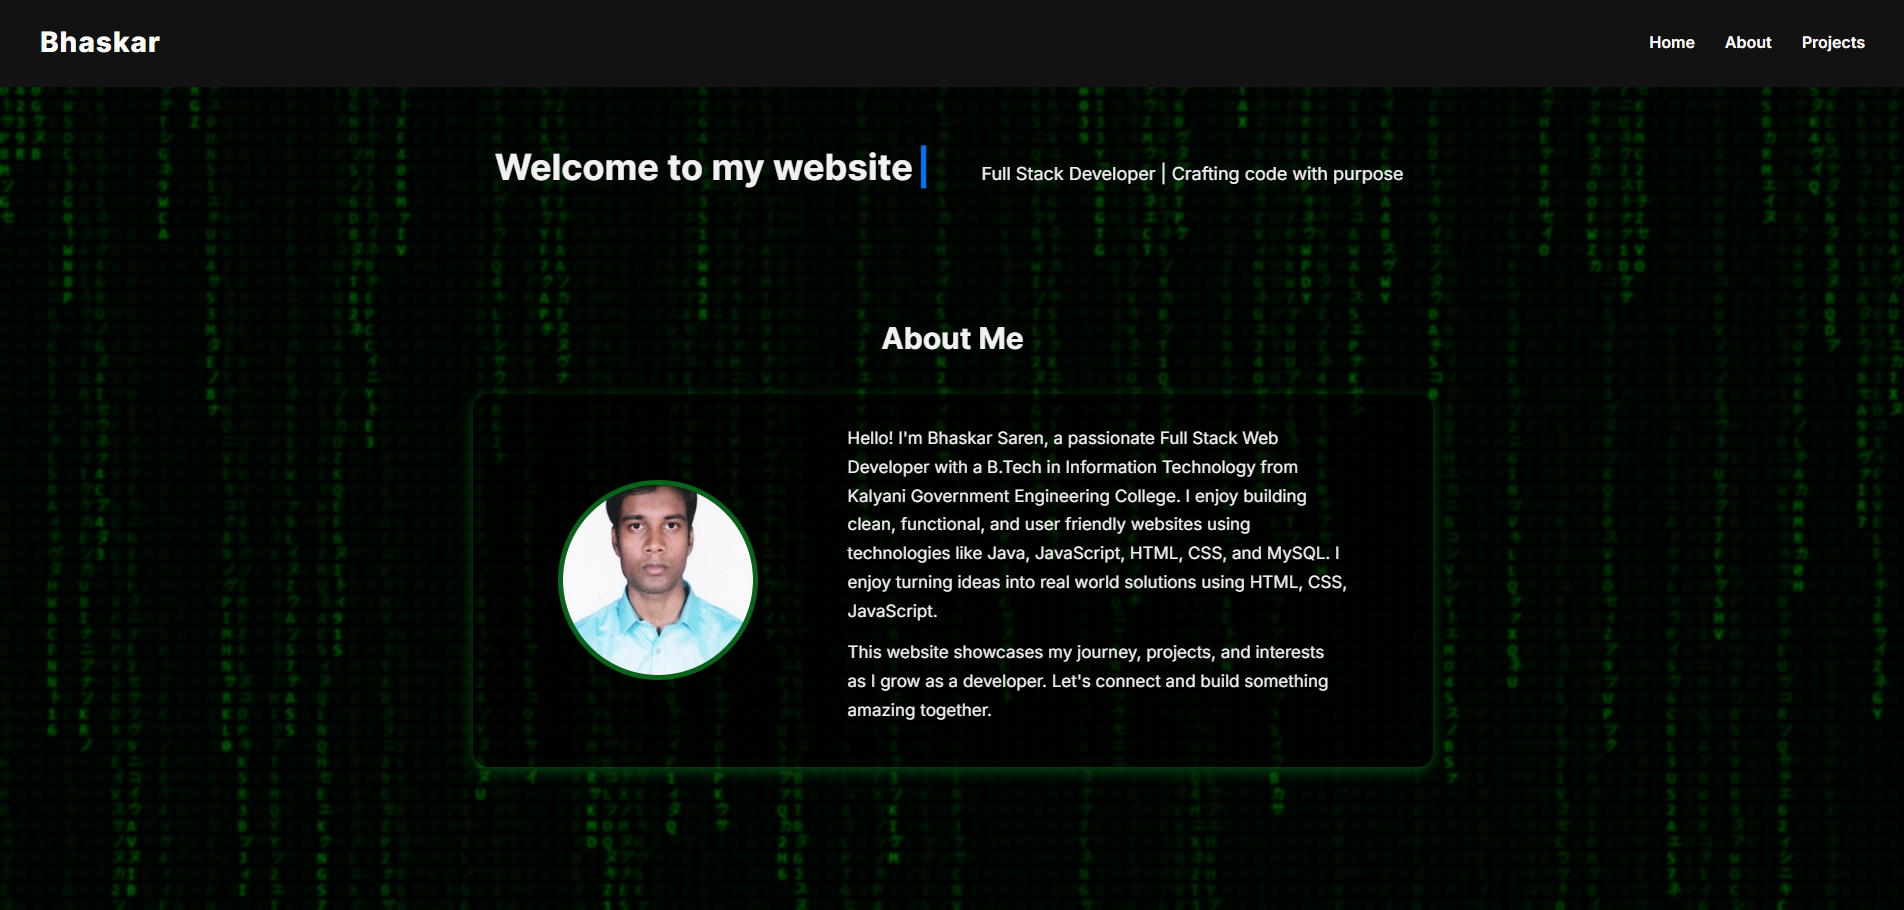 Bhaskar
Home About Projects
Welcome to my website
Full Stack Developer | Crafting code with purpose
About Me
Hello! I'm Bhaskar Saren, a passionate Full Stack Web
Developer with a B.Tech in Information Technology from
Kalyani Government Engineering College. I enjoy building
clean, functional, and user friendly websites using
technologies like Java, JavaScript, HTML, CSS, and MySQL. I
enjoy turning ideas into real world solutions using HTML, CSS,
JavaScript.
This website showcases my journey, projects, and interests
as I grow as a developer. Let's connect and build something
amazing together.